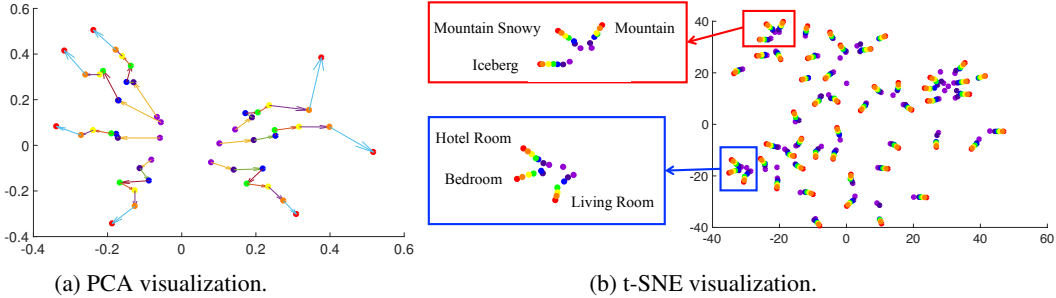 0.6
0.4
0.2
0
-0.2
-0.4
-0.4
-0.2
0
0.2
0.4
0.6
(a) PCA visualization.
Mountain Snowy
Mountain
Iceberg
Hotel Room
Bedroom
Living Room
40
20
0
-20
-40
-40
-20
0
20
40
60
(b) t-SNE visualization.